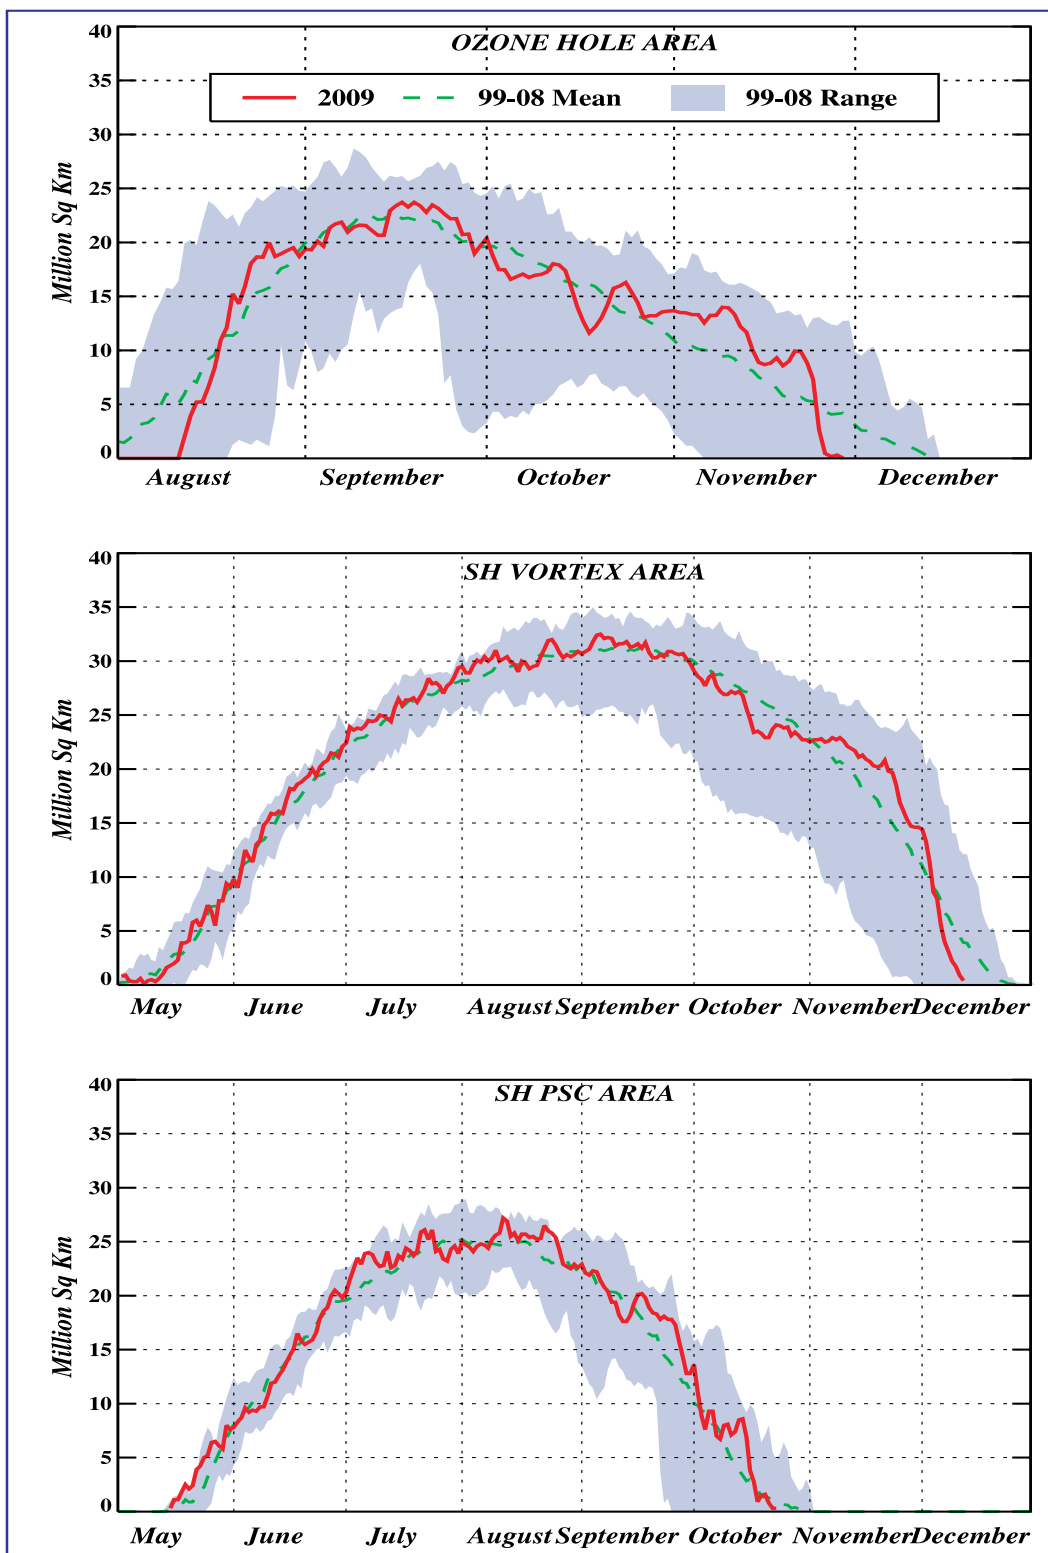 OZONE HOLE AREA
2009 99-08 Mean 99-08 Range
40
35
30
25
20
15
10
5
0
Million Sq Km
August September October November December
SH VORTEX AREA
40
35
30
25
20
15
10
5
0
Million Sq Km
May June July August September October November December
SH PSC AREA
40
35
30
25
20
15
10
5
0
Million Sq Km
May June July August September October November December